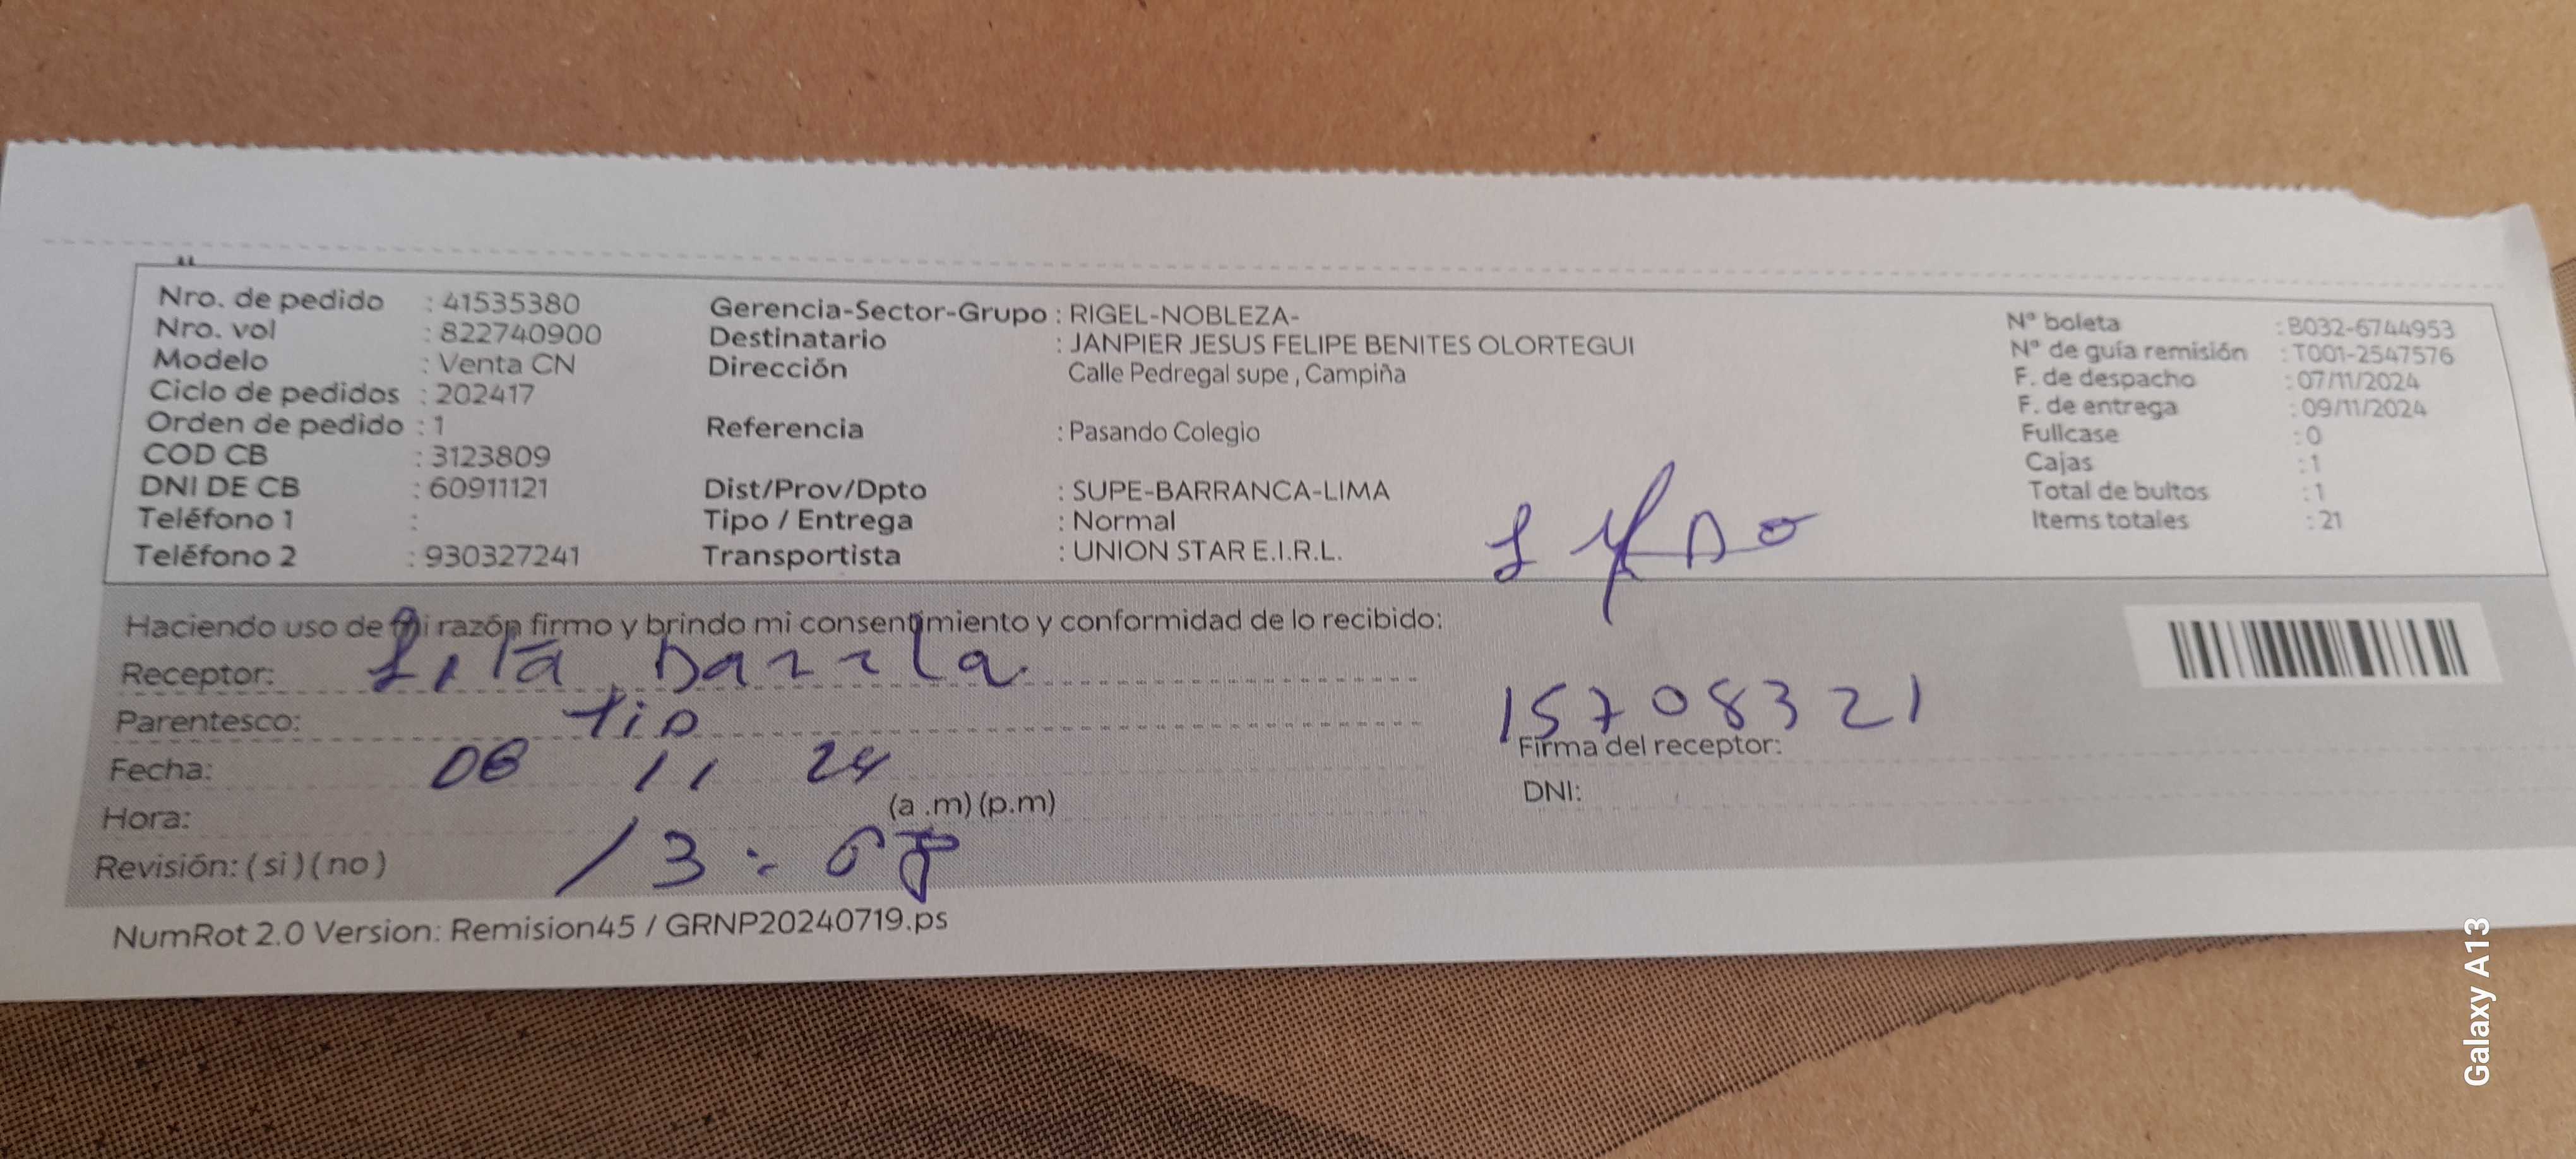 Nro. de pedido : 41535380
Nro. vol : 822740900
Modelo : Venta CN
Ciclo de pedidos : 202417
Orden de pedido : 1
COD CB : 3123809
DNI DE CB : 60911121
Teléfono 1 :
Teléfono 2 : 930327241
Gerencia-Sector-Grupo : RIGEL-NOBLEZA-
Destinatario : JANPIER JESUS FELIPE BENITES OLORTEGUI
Dirección Calle Pedregal supe , Campiña
Referencia : Pasando Colegio
Dist/Prov/Dpto : SUPE-BARRANCA-LIMA
Tipo / Entrega : Normal
Transportista : UNION STAR E.I.R.L.
N° boleta : B032-6744953
N° de guía remisión : T001-2547576
F. de despacho : 07/11/2024
F. de entrega : 09/11/2024
Fullcase : 0
Cajas : 1
Total de bultos : 1
Items totales : 21
Haciendo uso de mi razón firmo y brindo mi consentimiento y conformidad de lo recibido:
Receptor:
Parentesco: tio
Fecha: 08 11 24
Hora: (a .m) (p.m)
13:
Revisión: ( si ) ( no )
15708321
Firma del receptor:
DNI:
NumRot 2.0 Version: Remision45 / GRNP20240719.ps
Galaxy A13